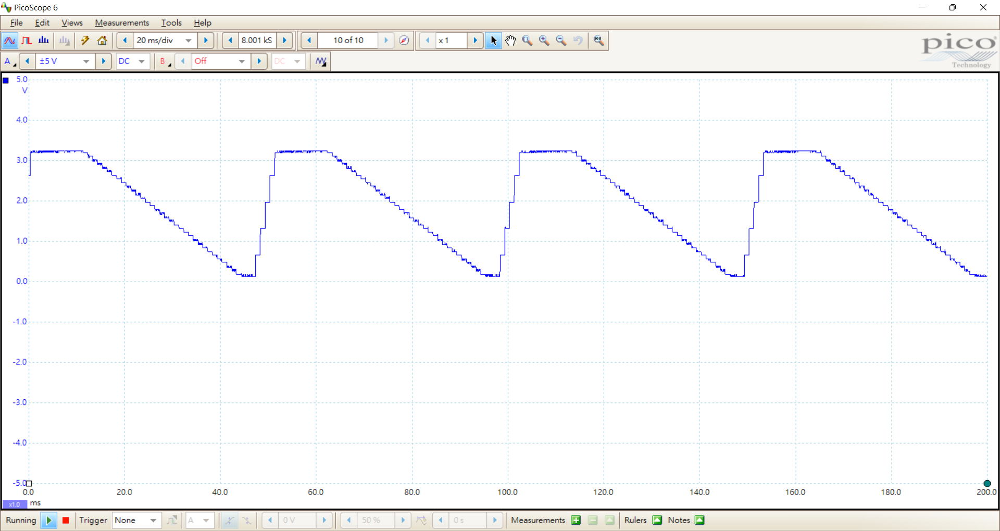 PicoScope 6
File Edit Views Measurements Tools Help
20 ms/div 8.001 kS 10 of 10 x 1
pico
Technology
A ±5 V DC B Off DC
5.0
V
4.0
3.0
2.0
1.0
0.0
-1.0
-2.0
-3.0
-4.0
-5.0
0.0 20.0 40.0 60.0 80.0 100.0 120.0 140.0 160.0 180.0 200.0
x1.0 ms
Running Trigger None A 0 V 50 % 0 s Measurements Rulers Notes